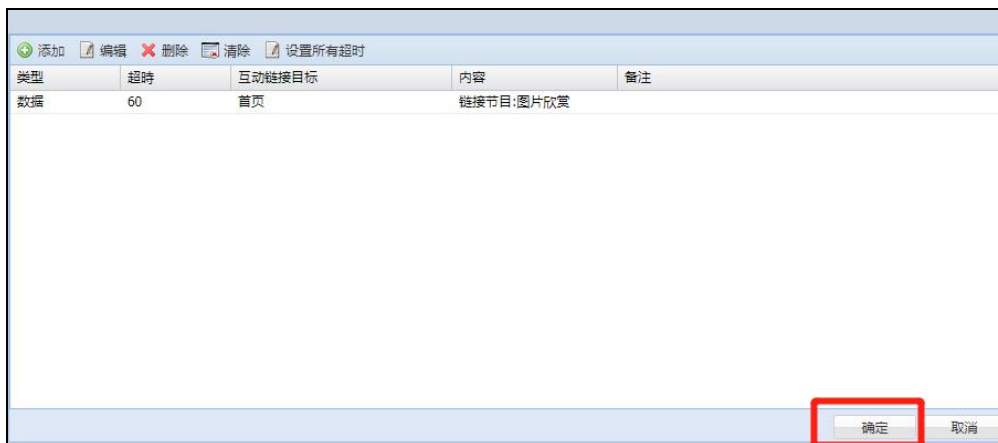 添加 编辑 删除 清除 设置所有超时
类型 超時 互动链接目标 内容 备注
数据 60 首页 链接节目:图片欣赏
确定 取消